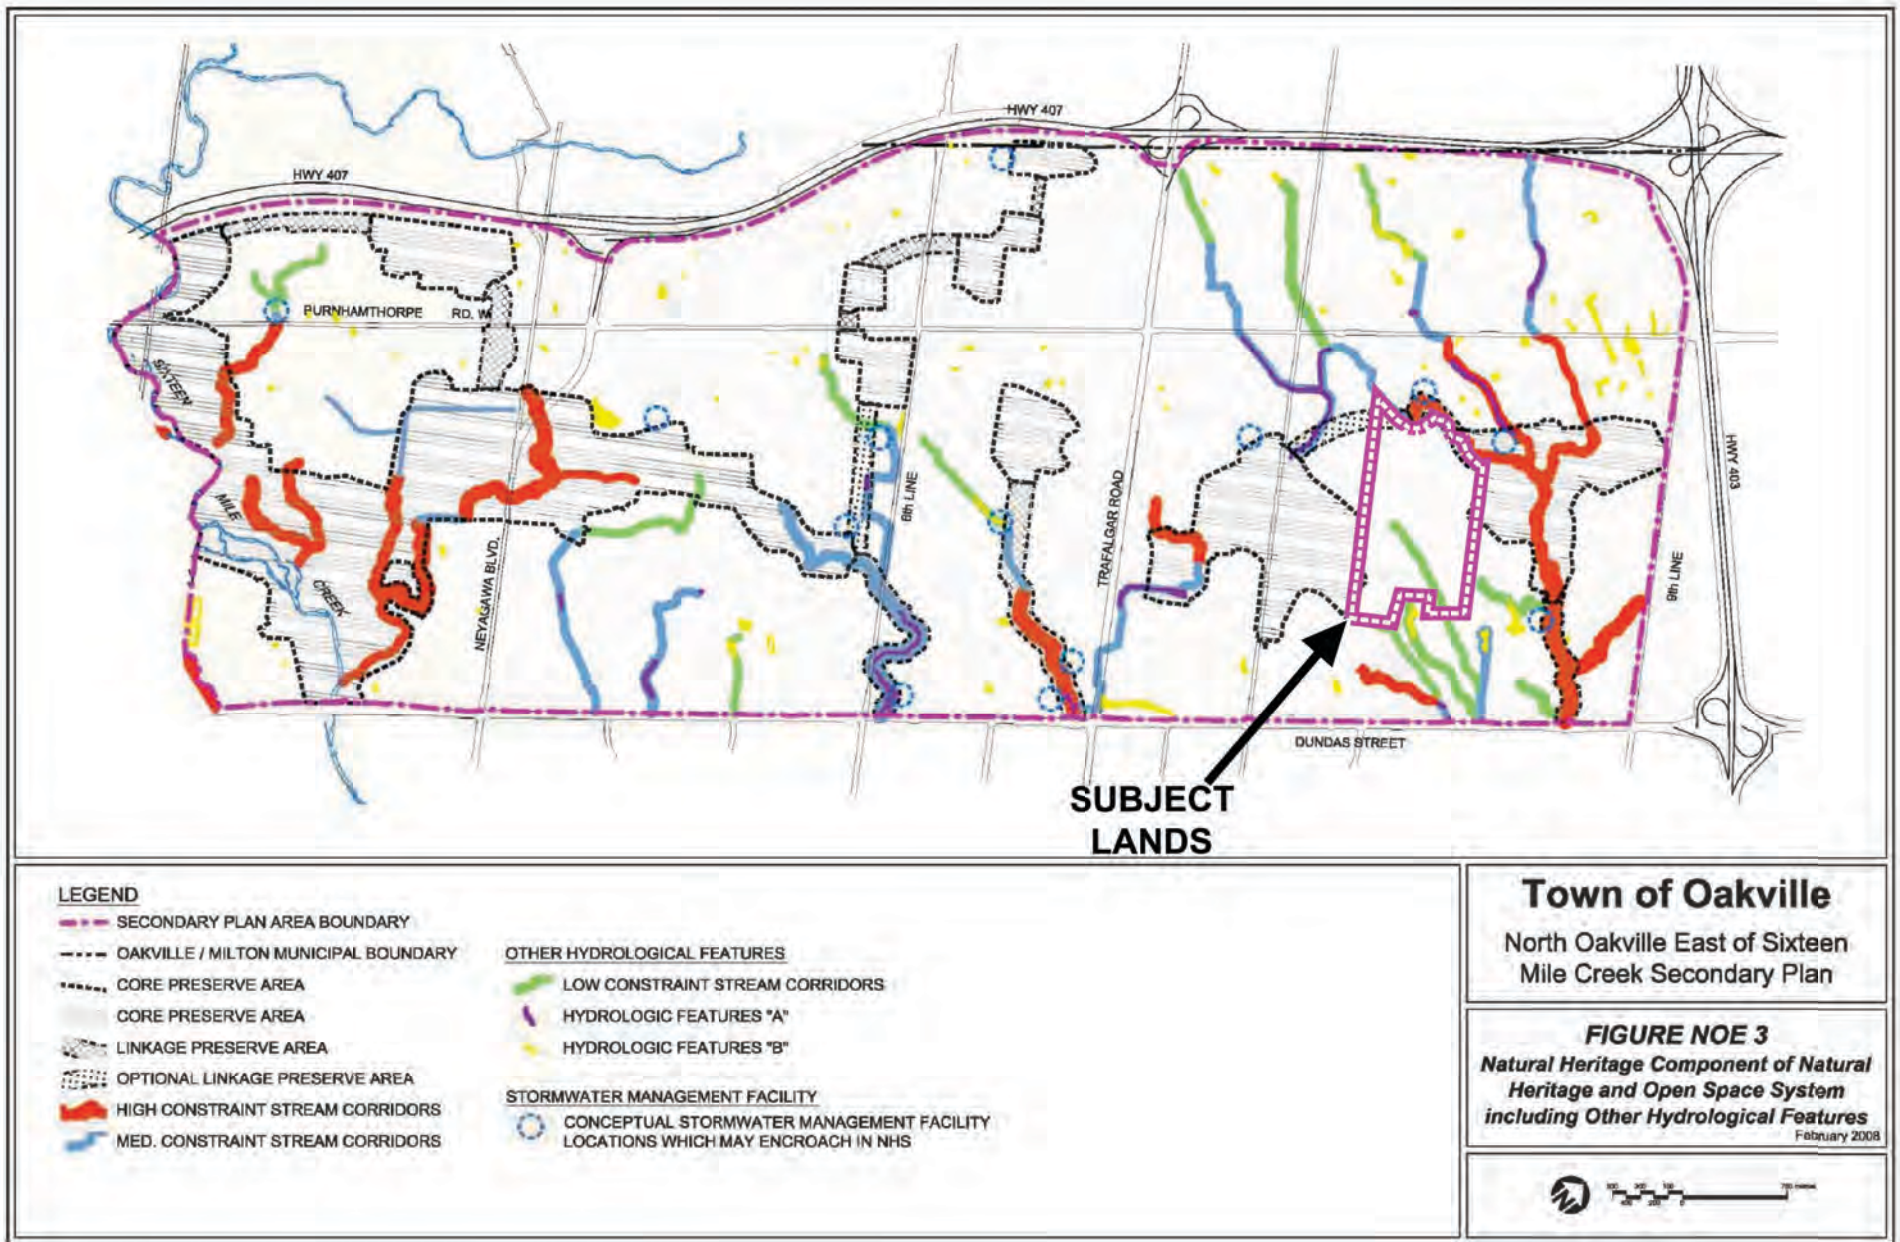 HWY 407
HWY 407
BURNHAMTHORPE RD. W.
SIXTEEN
MILE
CREEK
NEYAGAWA BLVD.
6th LINE
TRAFALGAR ROAD
9th LINE
HWY 403
DUNDAS STREET
SUBJECT
LANDS
LEGEND
SECONDARY PLAN AREA BOUNDARY
OAKVILLE / MILTON MUNICIPAL BOUNDARY
CORE PRESERVE AREA
CORE PRESERVE AREA
LINKAGE PRESERVE AREA
OPTIONAL LINKAGE PRESERVE AREA
HIGH CONSTRAINT STREAM CORRIDORS
MED. CONSTRAINT STREAM CORRIDORS
OTHER HYDROLOGICAL FEATURES
LOW CONSTRAINT STREAM CORRIDORS
HYDROLOGIC FEATURES "A"
HYDROLOGIC FEATURES "B"
STORMWATER MANAGEMENT FACILITY
CONCEPTUAL STORMWATER MANAGEMENT FACILITY
LOCATIONS WHICH MAY ENCROACH IN NHS
Town of Oakville
North Oakville East of Sixteen
Mile Creek Secondary Plan
FIGURE NOE 3
Natural Heritage Component of Natural
Heritage and Open Space System
including Other Hydrological Features
February 2008